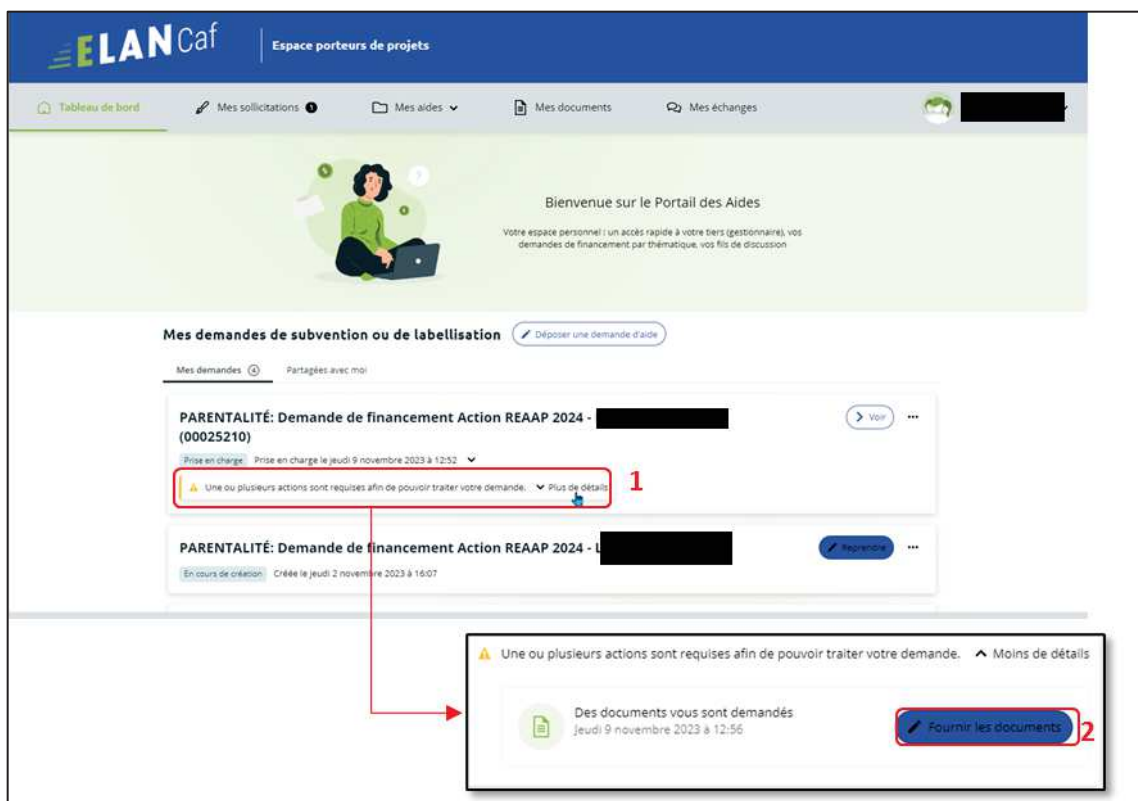 ELAN Caf
Espace porteurs de projets
Tableau de bord
Mes sollicitations 1
Mes aides
Mes documents
Mes échanges
Bienvenue sur le Portail des Aides
Votre espace personnel : un accès rapide à votre tiers (gestionnaire), vos
demandes de financement par thématique, vos fils de discussion
Mes demandes de subvention ou de labellisation
Déposer une demande d'aide
Mes demandes 4
Partagées avec moi
PARENTALITÉ: Demande de financement Action REAAP 2024 -
(00025210)
Voir
Prise en charge Prise en charge le jeudi 9 novembre 2023 à 12:52
Une ou plusieurs actions sont requises afin de pouvoir traiter votre demande. Plus de détails
1
PARENTALITÉ: Demande de financement Action REAAP 2024 - L
Reprendre
En cours de création Créée le jeudi 2 novembre 2023 à 16:07
Une ou plusieurs actions sont requises afin de pouvoir traiter votre demande. Moins de détails
Des documents vous sont demandés
Jeudi 9 novembre 2023 à 12:56
Fournir les documents
2